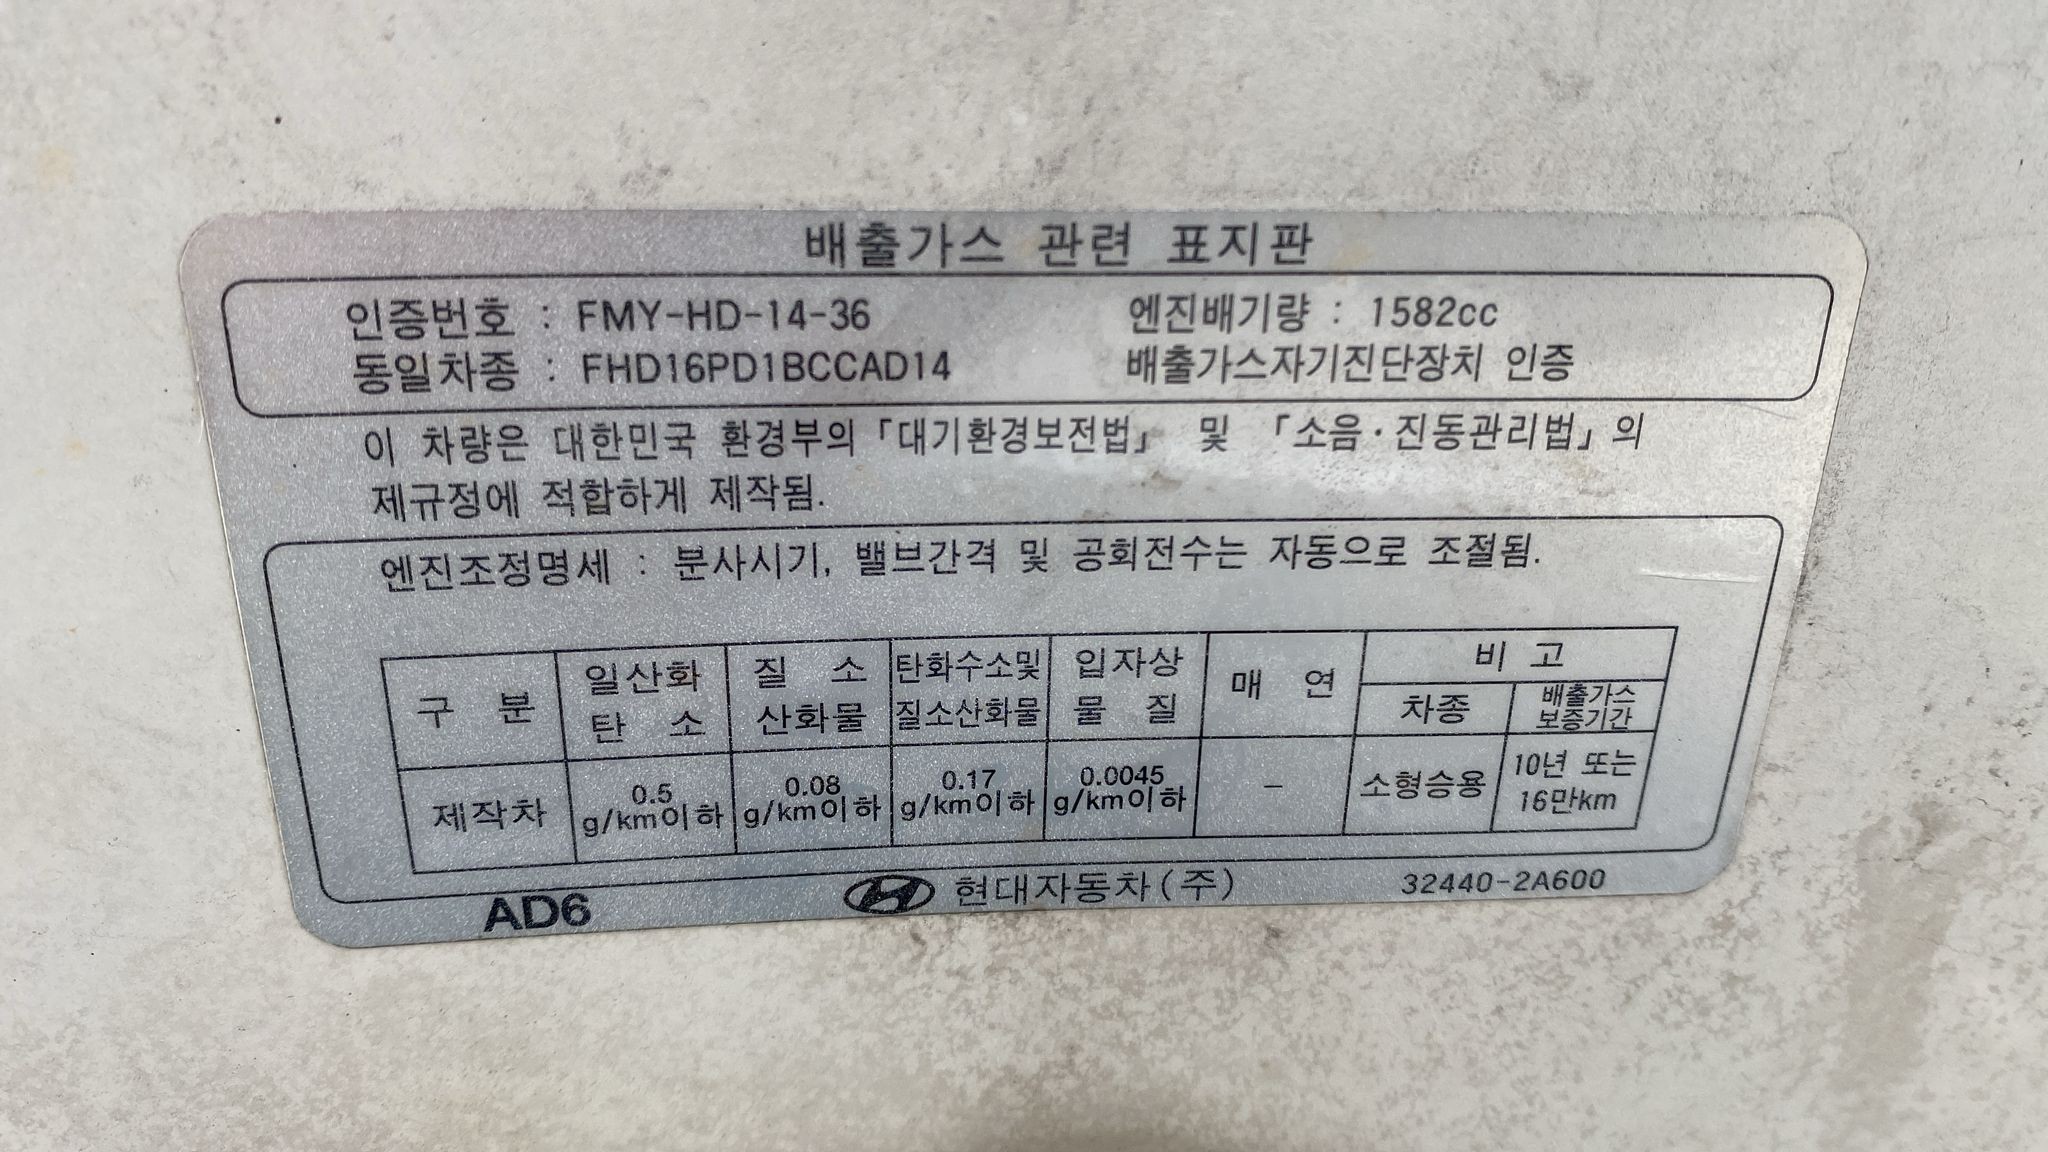 배출가스 관련 표지판
인증번호 : FMY-HD-14-36 엔진배기량 : 1582cc
동일차종 : FHD16PD1BCCAD14 배출가스자기진단장치 인증
이 차량은 대한민국 환경부의 「대기환경보전법」 및 「소음·진동관리법」의
제규정에 적합하게 제작됨.
엔진조정명세 : 분사시기, 밸브간격 및 공회전수는 자동으로 조절됨.
구 분 일산화 탄 소 질 소 산화물 탄화수소및 질소산화물 입자상 물 질 매 연 비 고
차종 배출가스 보증기간
제작차 0.5 g/km이하 0.08 g/km이하 0.17 g/km이하 0.0045 g/km이하 - 소형승용 10년 또는 16만km
AD6 현대자동차(주) 32440-2A600